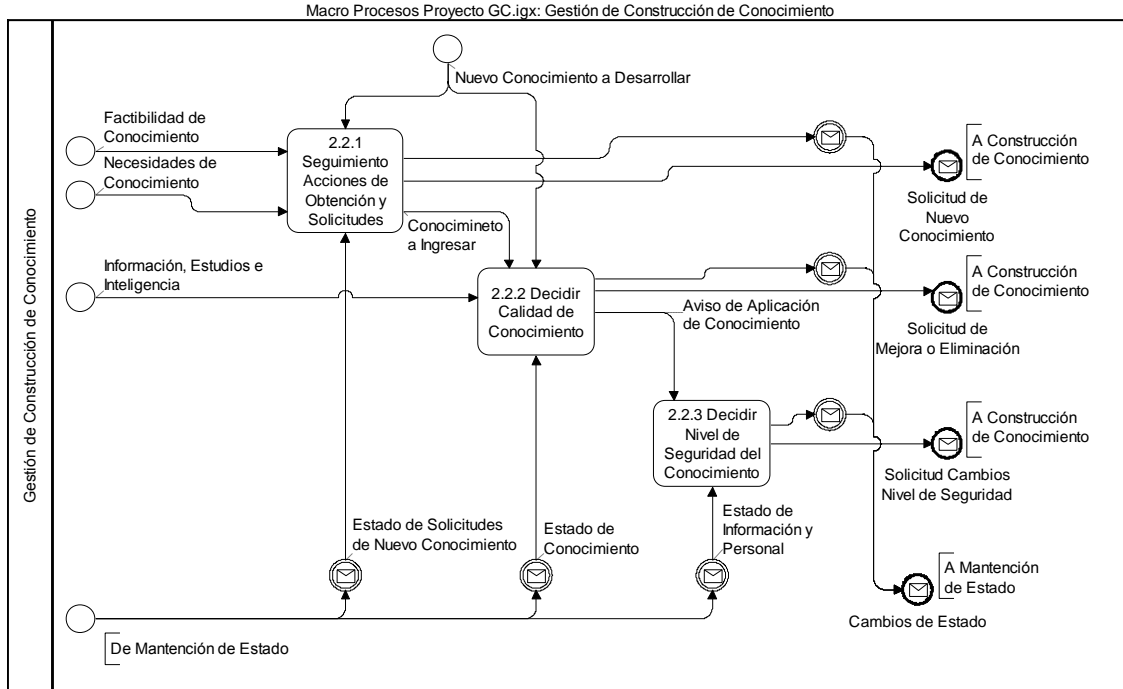 Macro Procesos Proyecto GC.igx: Gestión de Construcción de Conocimiento
Gestión de Construcción de Conocimiento
Nuevo Conocimiento a Desarrollar
Factibilidad de
Conocimiento
Necesidades de
Conocimiento
2.2.1
Seguimiento
Acciones de
Obtención y
Solicitudes
A Construcción
de Conocimiento
Solicitud de
Nuevo
Conocimiento
Conocimineto
a Ingresar
Información, Estudios e
Inteligencia
2.2.2 Decidir
Calidad de
Conocimiento
A Construcción
de Conocimiento
Solicitud de
Mejora o Eliminación
Aviso de Aplicación
de Conocimiento
2.2.3 Decidir
Nivel de
Seguridad del
Conocimiento
A Construcción
de Conocimiento
Solicitud Cambios
Nivel de Seguridad
Estado de Solicitudes
de Nuevo Conocimiento
Estado de
Conocimiento
Estado de
Información y
Personal
A Mantención
de Estado
Cambios de Estado
De Mantención de Estado